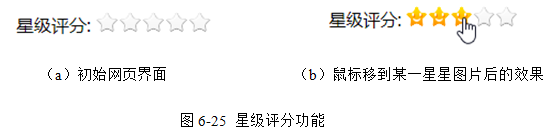 星级评分:
星级评分:
（a）初始网页界面
（b）鼠标移到某一星星图片后的效果
图 6-25 星级评分功能